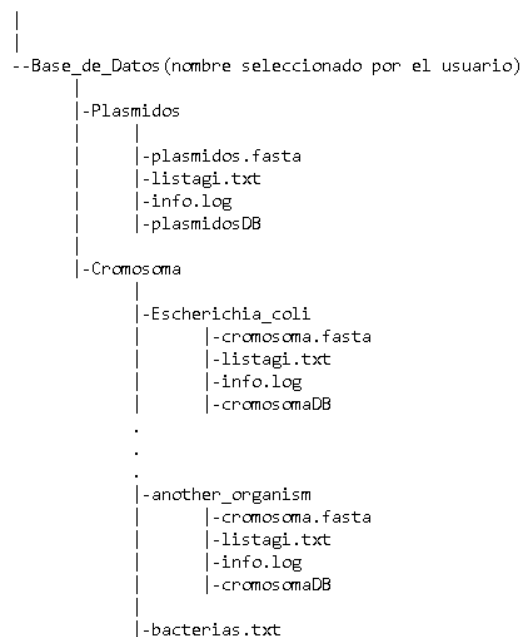 |
|
--Base_de_Datos(nombre seleccionado por el usuario)
|
|-Plasmidos
| |
| |-plasmidos.fasta
| |-listagi.txt
| |-info.log
| |-plasmidosDB
|
|-Cromosoma
|
|-Escherichia_coli
| |-cromosoma.fasta
| |-listagi.txt
| |-info.log
| |-cromosomaDB
.
.
.
|-another_organism
| |-cromosoma.fasta
| |-listagi.txt
| |-info.log
| |-cromosomaDB
|
|-bacterias.txt